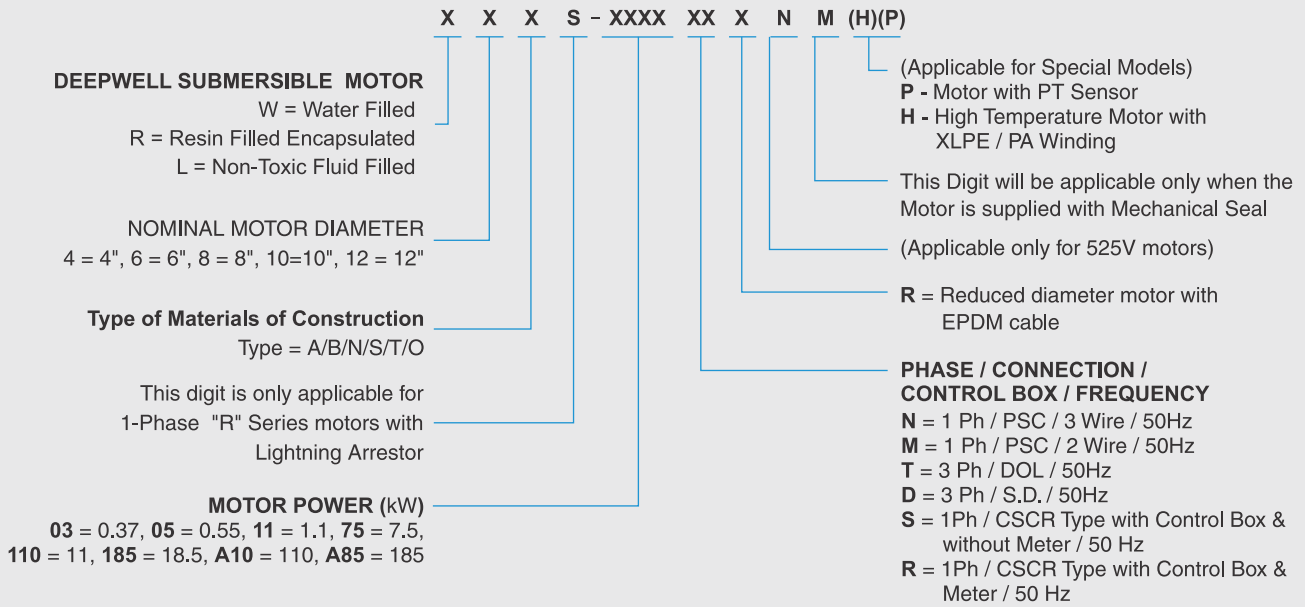 X X X S - XXXX XX X N M (H)(P)
DEEPWELL SUBMERSIBLE MOTOR
W = Water Filled
R = Resin Filled Encapsulated
L = Non-Toxic Fluid Filled
NOMINAL MOTOR DIAMETER
4 = 4", 6 = 6", 8 = 8", 10=10", 12 = 12"
Type of Materials of Construction
Type = A/B/N/S/T/O
This digit is only applicable for
1-Phase "R" Series motors with
Lightning Arrestor
MOTOR POWER (kW)
03 = 0.37, 05 = 0.55, 11 = 1.1, 75 = 7.5,
110 = 11, 185 = 18.5, A10 = 110, A85 = 185
(Applicable for Special Models)
P - Motor with PT Sensor
H - High Temperature Motor with
XLPE / PA Winding
This Digit will be applicable only when the
Motor is supplied with Mechanical Seal
(Applicable only for 525V motors)
R = Reduced diameter motor with
EPDM cable
PHASE / CONNECTION /
CONTROL BOX / FREQUENCY
N = 1 Ph / PSC / 3 Wire / 50Hz
M = 1 Ph / PSC / 2 Wire / 50Hz
T = 3 Ph / DOL / 50Hz
D = 3 Ph / S.D. / 50Hz
S = 1Ph / CSCR Type with Control Box &
without Meter / 50 Hz
R = 1Ph / CSCR Type with Control Box &
Meter / 50 Hz